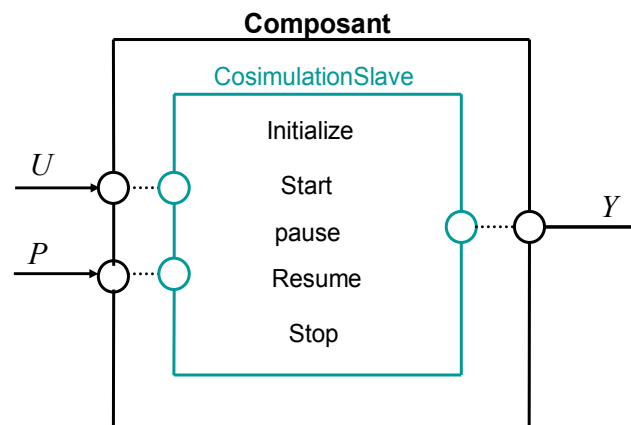 Composant
CosimulationSlave
Initialize
U
Start
Y
pause
P
Resume
Stop